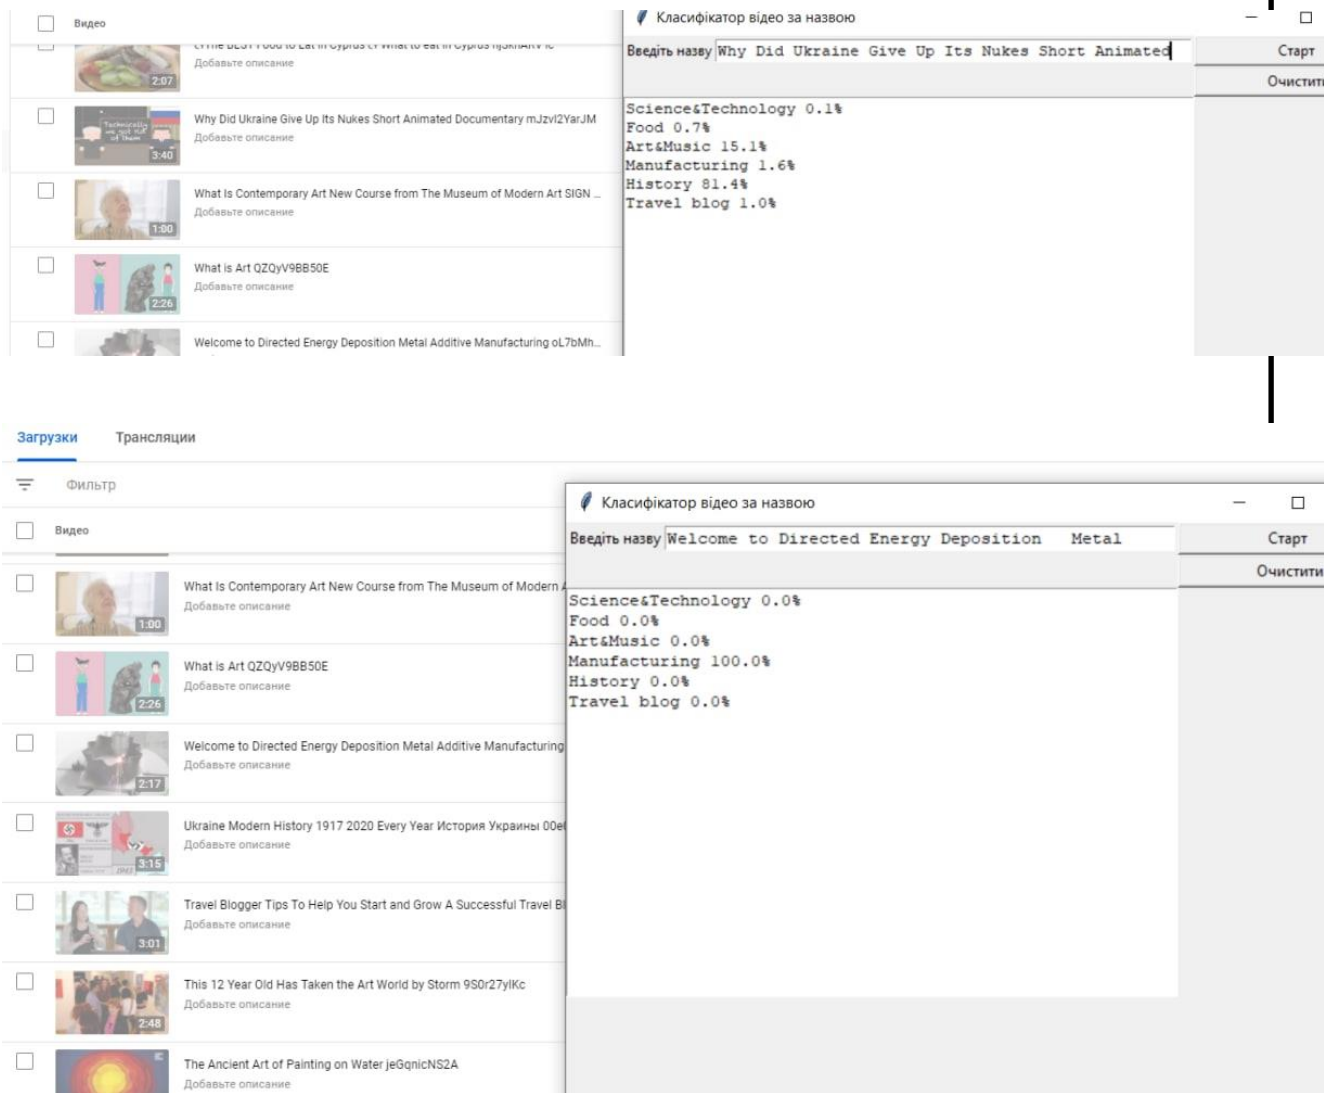 Видео
Добавьте описание
2:07
Why Did Ukraine Give Up Its Nukes Short Animated Documentary mJzvI2YarJM
Добавьте описание
Technically we got rid of them
3:40
What Is Contemporary Art New Course from The Museum of Modern Art SIGN ...
Добавьте описание
1:00
What is Art QZQyV9BB50E
Добавьте описание
2:26
Welcome to Directed Energy Deposition Metal Additive Manufacturing oL7bMh...
Класифікатор відео за назвою
Введіть назву Why Did Ukraine Give Up Its Nukes Short Animated
Старт
Очистити
Science&Technology 0.1%
Food 0.7%
Art&Music 15.1%
Manufacturing 1.6%
History 81.4%
Travel blog 1.0%
Загрузки Трансляции
Фильтр
Видео
What Is Contemporary Art New Course from The Museum of Modern A
Добавьте описание
1:00
What is Art QZQyV9BB50E
Добавьте описание
2:26
Welcome to Directed Energy Deposition Metal Additive Manufacturing
Добавьте описание
2:17
Ukraine Modern History 1917 2020 Every Year История Украины 00el
Добавьте описание
3:15
Travel Blogger Tips To Help You Start and Grow A Successful Travel Bl
Добавьте описание
3:01
This 12 Year Old Has Taken the Art World by Storm 9S0r27ylKc
Добавьте описание
2:48
The Ancient Art of Painting on Water jeGqnicNS2A
Добавьте описание
Класифікатор відео за назвою
Введіть назву Welcome to Directed Energy Deposition Metal
Старт
Очистити
Science&Technology 0.0%
Food 0.0%
Art&Music 0.0%
Manufacturing 100.0%
History 0.0%
Travel blog 0.0%